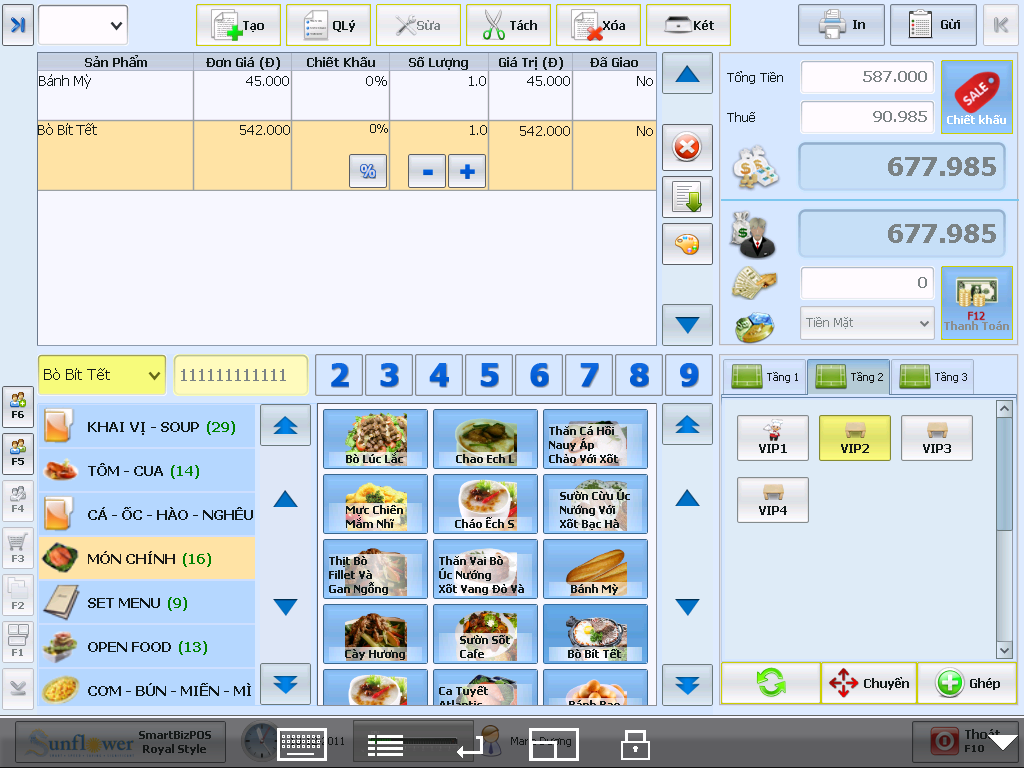 Tạo
QLý
Sửa
Tách
Xóa
Két
In
Gửi
Sản Phẩm Đơn Giá (Đ) Chiết Khấu Số Lượng Giá Trị (Đ) Đã Giao
Bánh Mỳ 45.000 0% 1.0 45.000 No
Bò Bít Tết 542.000 0% 1.0 542.000 No
% - +
Tổng Tiền 587.000
Thuế 90.985
SALE
Chiết khấu
677.985
677.985
0
Tiền Mặt
F12
Thanh Toán
Bò Bít Tết
111111111111
2 3 4 5 6 7 8 9
Tầng 1 Tầng 2 Tầng 3
F6
F5
F4
F3
F2
F1
KHAI VỊ - SOUP (29)
TÔM - CUA (14)
CÁ - ỐC - HÀO - NGHÊU
MÓN CHÍNH (16)
SET MENU (9)
OPEN FOOD (13)
CƠM - BÚN - MIẾN - MÌ
Bò Lúc Lắc
Chao Ech L
Thăn Cá Hồi
Nauy Áp
Chảo Với Xốt
Mực Chiên
Mắm Nhĩ
Cháo Ếch S
Sườn Cừu Úc
Nướng Với
Xốt Bạc Hà
Thịt Bò
Fillet Và
Gan Ngỗng
Thăn Vai Bò
Úc Nướng
Xốt Vang Đỏ Và
Bánh Mỳ
Cày Hương
Sườn Sốt
Cafe
Bò Bít Tết
Ca Tuyết
Atlantic
Bánh Bao
VIP1
VIP2
VIP3
VIP4
Chuyển
Ghép
Sunflower
SmartBizPOS
Royal Style
2011
Dương
Thoát
F10